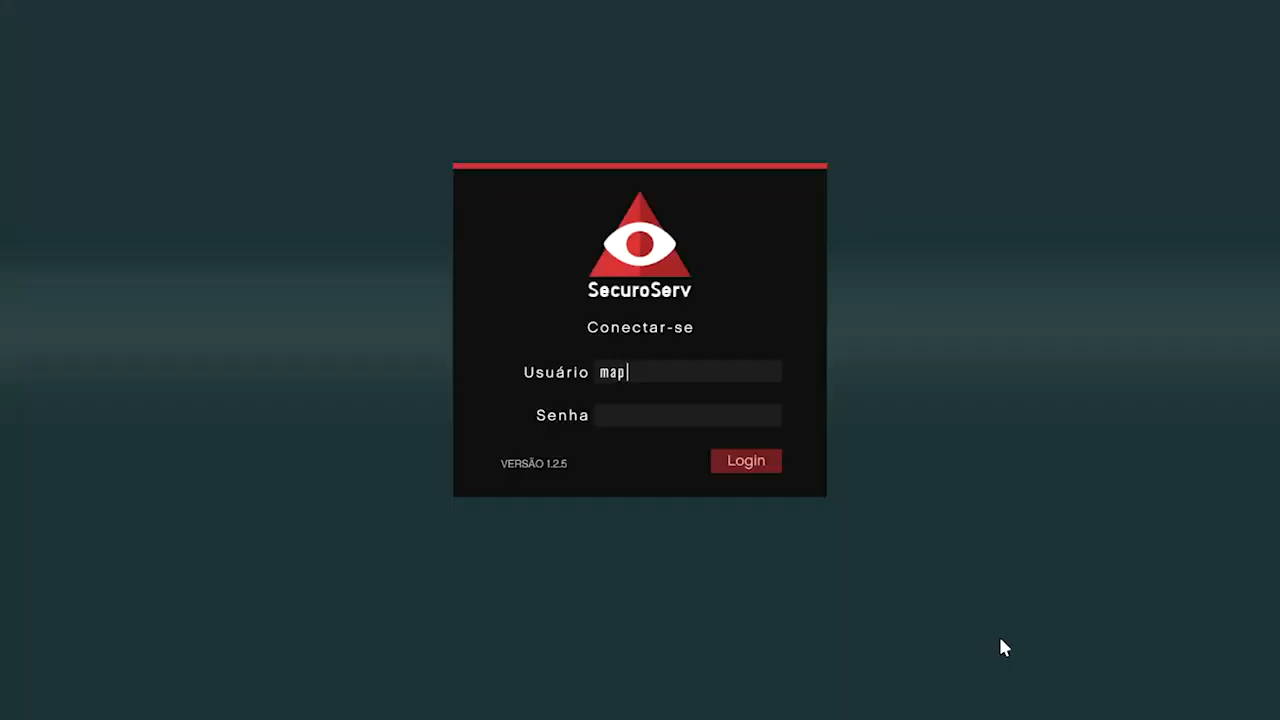 SecuroServ
Conectar-se
Usuário map
Senha
VERSÃO 1.2.5 Login